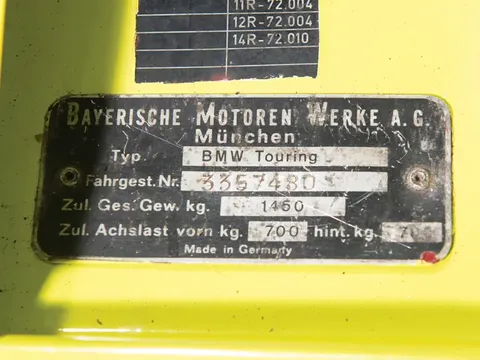 11R-72.004
12R-72.004
14R-72.010
BAYERISCHE MOTOREN WERKE A.G.
München
Typ. BMW Touring
Fahrgest.Nr. 3357480
Zul. Ges. Gew. kg. 1460
Zul. Achslast vorn kg. 700 hint. kg.
Made in Germany